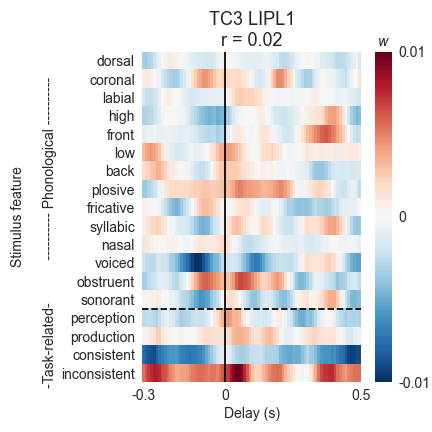 TC3 LIPL1
r = 0.02
w
dorsal
coronal
labial
high
front
low
back
plosive
fricative
syllabic
nasal
voiced
obstruent
sonorant
perception
production
consistent
inconsistent
Stimulus feature
---------- Phonological ----------
-Task-related-
-0.3 0 0.5
Delay (s)
0.01
0
-0.01